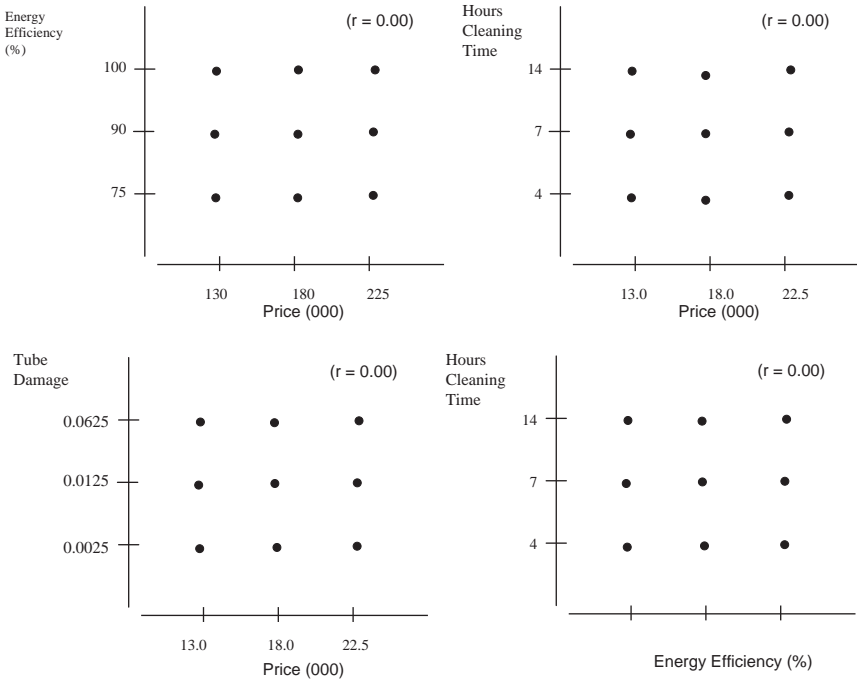 Energy
Efficiency
(%)
(r = 0.00)
100
90
75
130 180 225
Price (000)
Hours
Cleaning
Time
(r = 0.00)
14
7
4
13.0 18.0 22.5
Price (000)
Tube
Damage
(r = 0.00)
0.0625
0.0125
0.0025
13.0 18.0 22.5
Price (000)
Hours
Cleaning
Time
(r = 0.00)
14
7
4
Energy Efficiency (%)